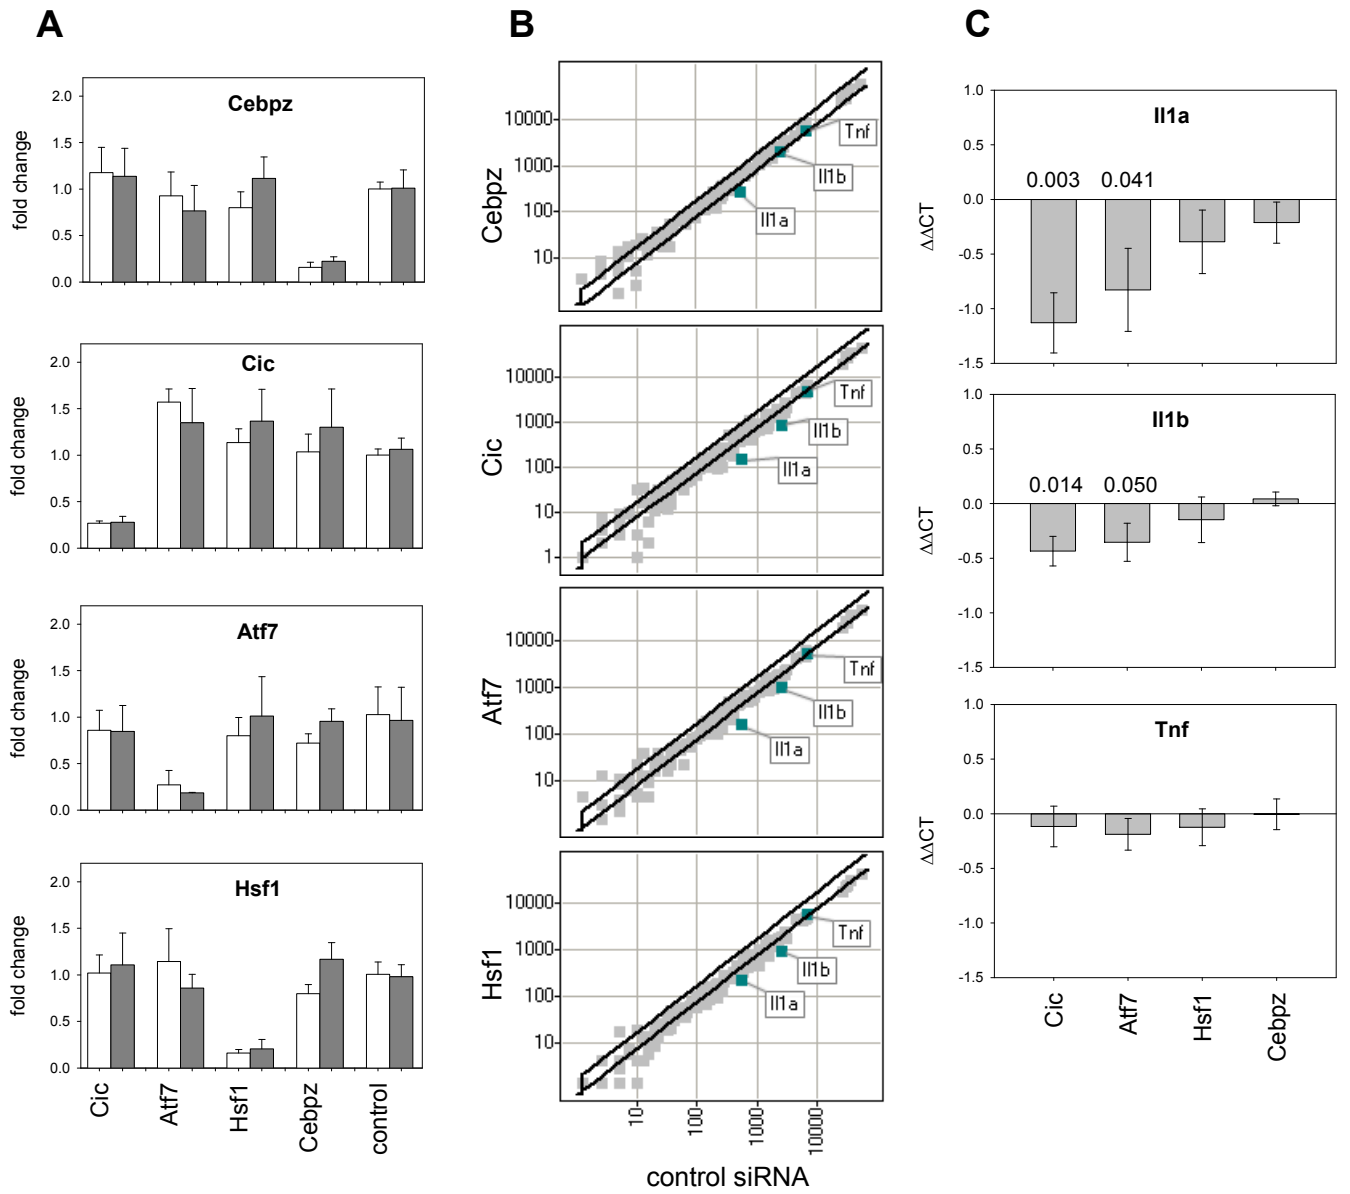 A
B
C
Cebpz
fold change
2.0
1.5
1.0
0.5
0.0
Cic
fold change
2.0
1.5
1.0
0.5
0.0
Atf7
fold change
2.0
1.5
1.0
0.5
0.0
Hsf1
fold change
2.0
1.5
1.0
0.5
0.0
Cic
Atf7
Hsf1
Cebpz
control
Cebpz
10000
1000
100
10
Tnf
Il1b
Il1a
Cic
10000
1000
100
10
1
Tnf
Il1b
Il1a
Atf7
10000
1000
100
10
Tnf
Il1b
Il1a
Hsf1
10000
1000
100
10
Tnf
Il1b
Il1a
10
100
1000
10000
control siRNA
Il1a
ΔΔCT
1.0
0.5
0.0
-0.5
-1.0
-1.5
0.003 0.041
Il1b
ΔΔCT
1.0
0.5
0.0
-0.5
-1.0
-1.5
0.014 0.050
Tnf
ΔΔCT
1.0
0.5
0.0
-0.5
-1.0
-1.5
Cic
Atf7
Hsf1
Cebpz